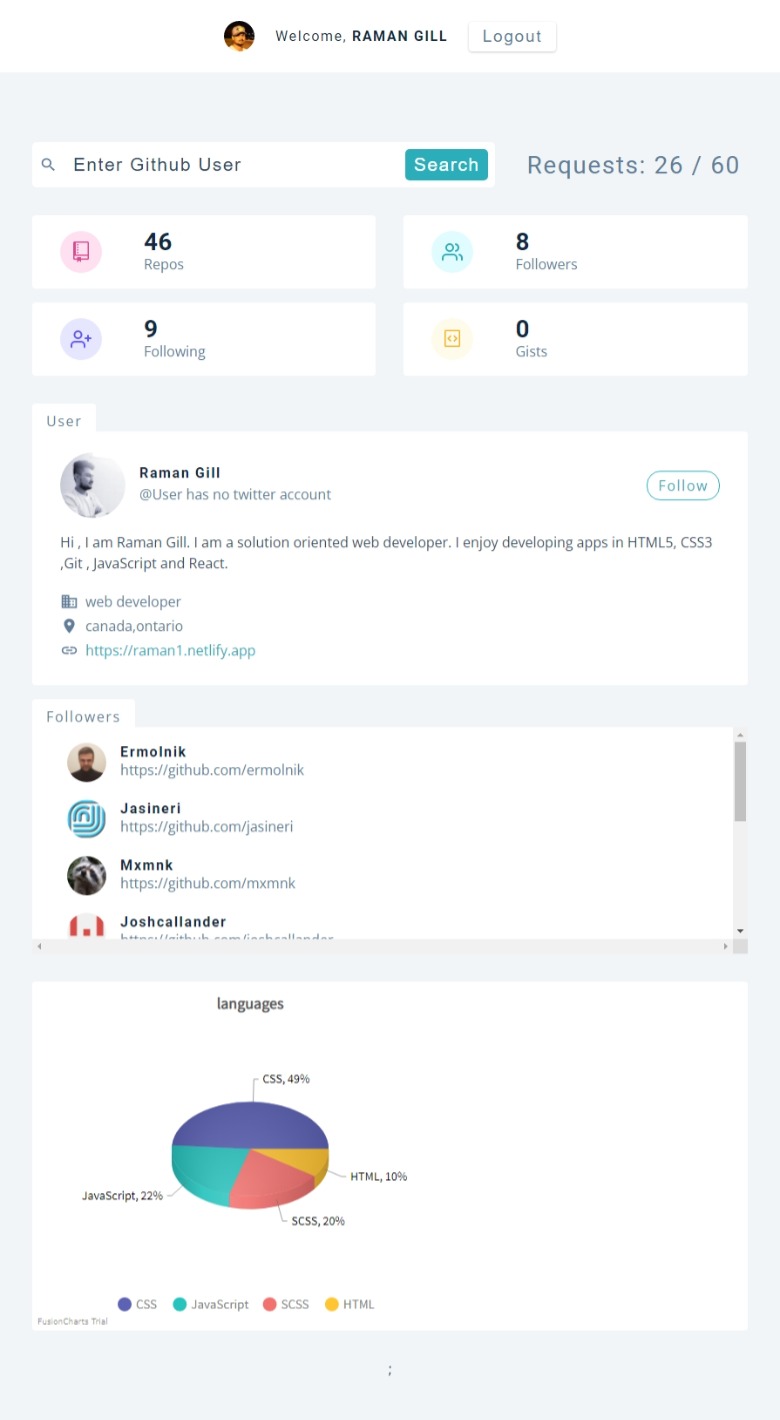 Welcome, RAMAN GILL
Logout
Enter Github User
Search
Requests: 26 / 60
46
Repos
8
Followers
9
Following
0
Gists
User
Raman Gill
@User has no twitter account
Follow
Hi , I am Raman Gill. I am a solution oriented web developer. I enjoy developing apps in HTML5, CSS3
,Git , JavaScript and React.
web developer
canada,ontario
https://raman1.netlify.app
Followers
Ermolnik
https://github.com/ermolnik
Jasineri
https://github.com/jasineri
Mxmnk
https://github.com/mxmnk
Joshcallander
https://github.com/joshcallander
languages
CSS, 49%
HTML, 10%
JavaScript, 22%
SCSS, 20%
CSS
JavaScript
SCSS
HTML
FusionCharts Trial
;